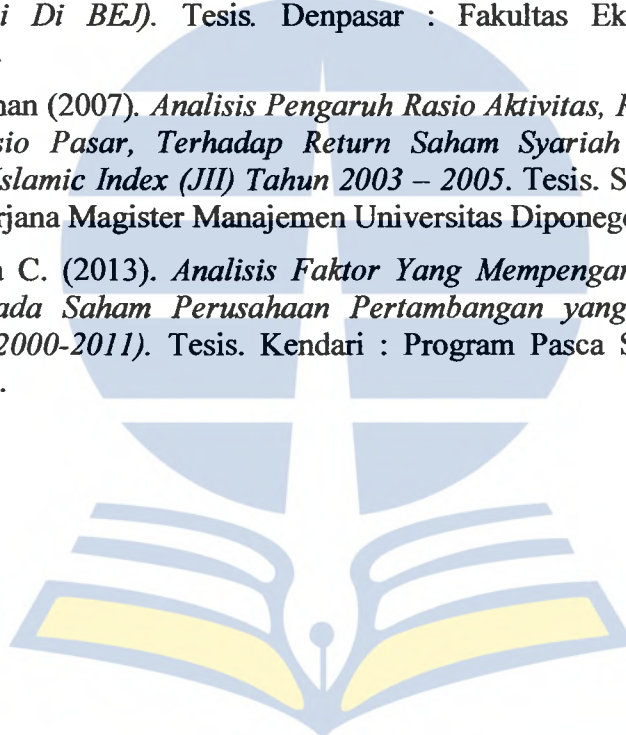 i Di BEJ). Tesis. Denpasar : Fakultas Ek
.
nan (2007). Analisis Pengaruh Rasio Aktivitas, 
sio Pasar, Terhadap Return Saham Syariah
Islamic Index (JII) Tahun 2003 – 2005. Tesis. S
rjana Magister Manajemen Universitas Diponeg
C. (2013). Analisis Faktor Yang Mempengar
ada Saham Perusahaan Pertambangan yang
2000-2011). Tesis. Kendari : Program Pasca S
.